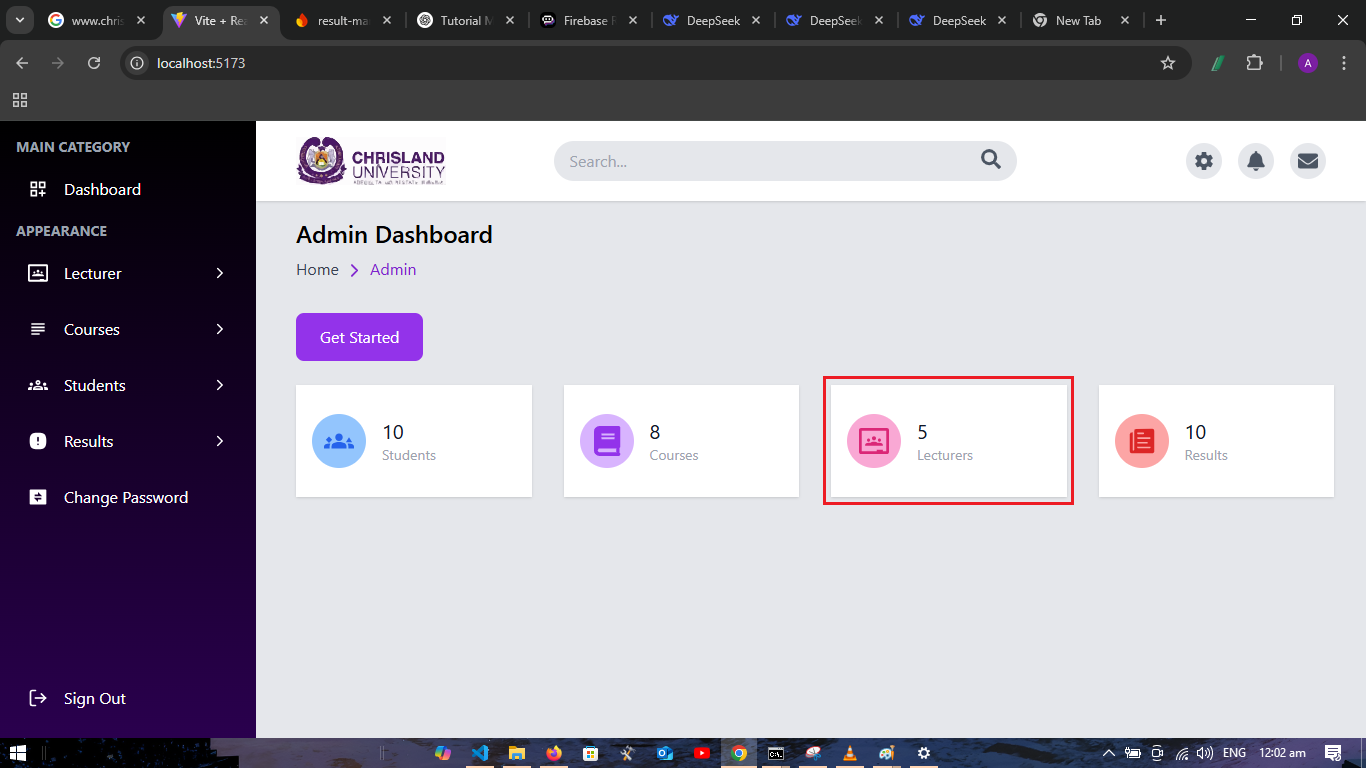 www.chris
Vite + Rea
result-ma
Tutorial M
Firebase R
DeepSeek
DeepSeek
DeepSeek
New Tab
localhost:5173
A
MAIN CATEGORY
Dashboard
APPEARANCE
Lecturer
Courses
Students
Results
Change Password
Sign Out
CHRISLAND
UNIVERSITY
Search...
Admin Dashboard
Home Admin
Get Started
10
Students
8
Courses
5
Lecturers
10
Results
ENG 12:02 am